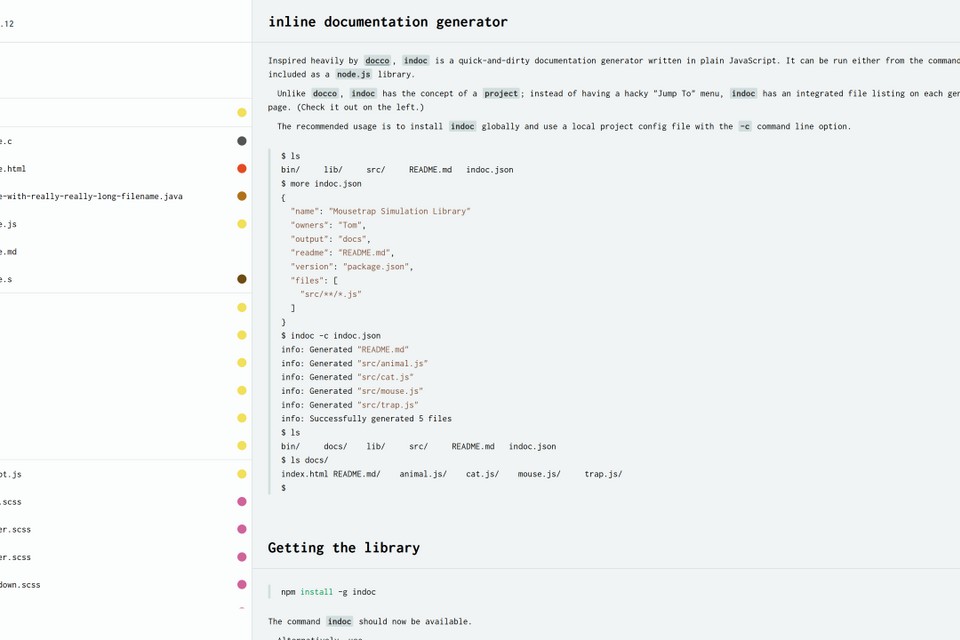 .12
e.c
e.html
e-with-really-really-long-filename.java
e.js
e.md
e.s
ot.js
.scss
er.scss
er.scss
down.scss
inline documentation generator
Inspired heavily by docco, indoc is a quick-and-dirty documentation generator written in plain JavaScript. It can be run either from the command
included as a node.js library.
Unlike docco, indoc has the concept of a project; instead of having a hacky "Jump To" menu, indoc has an integrated file listing on each gen
page. (Check it out on the left.)
The recommended usage is to install indoc globally and use a local project config file with the -c command line option.
$ ls
bin/     lib/     src/     README.md   indoc.json
$ more indoc.json
{
  "name": "Mousetrap Simulation Library"
  "owners": "Tom",
  "output": "docs",
  "readme": "README.md",
  "version": "package.json",
  "files": [
    "src/**/*.js"
  ]
}
$ indoc -c indoc.json
info: Generated "README.md"
info: Generated "src/animal.js"
info: Generated "src/cat.js"
info: Generated "src/mouse.js"
info: Generated "src/trap.js"
info: Successfully generated 5 files
$ ls
bin/     docs/    lib/     src/     README.md   indoc.json
$ ls docs/
index.html README.md/    animal.js/    cat.js/    mouse.js/     trap.js/
$
Getting the library
npm install -g indoc
The command indoc should now be available.